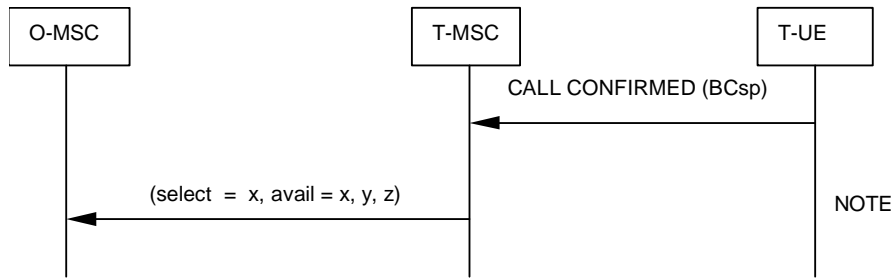 O-MSC
T-MSC
T-UE
CALL CONFIRMED (BCsp)
(select  =  x, avail = x, y, z)
NOTE